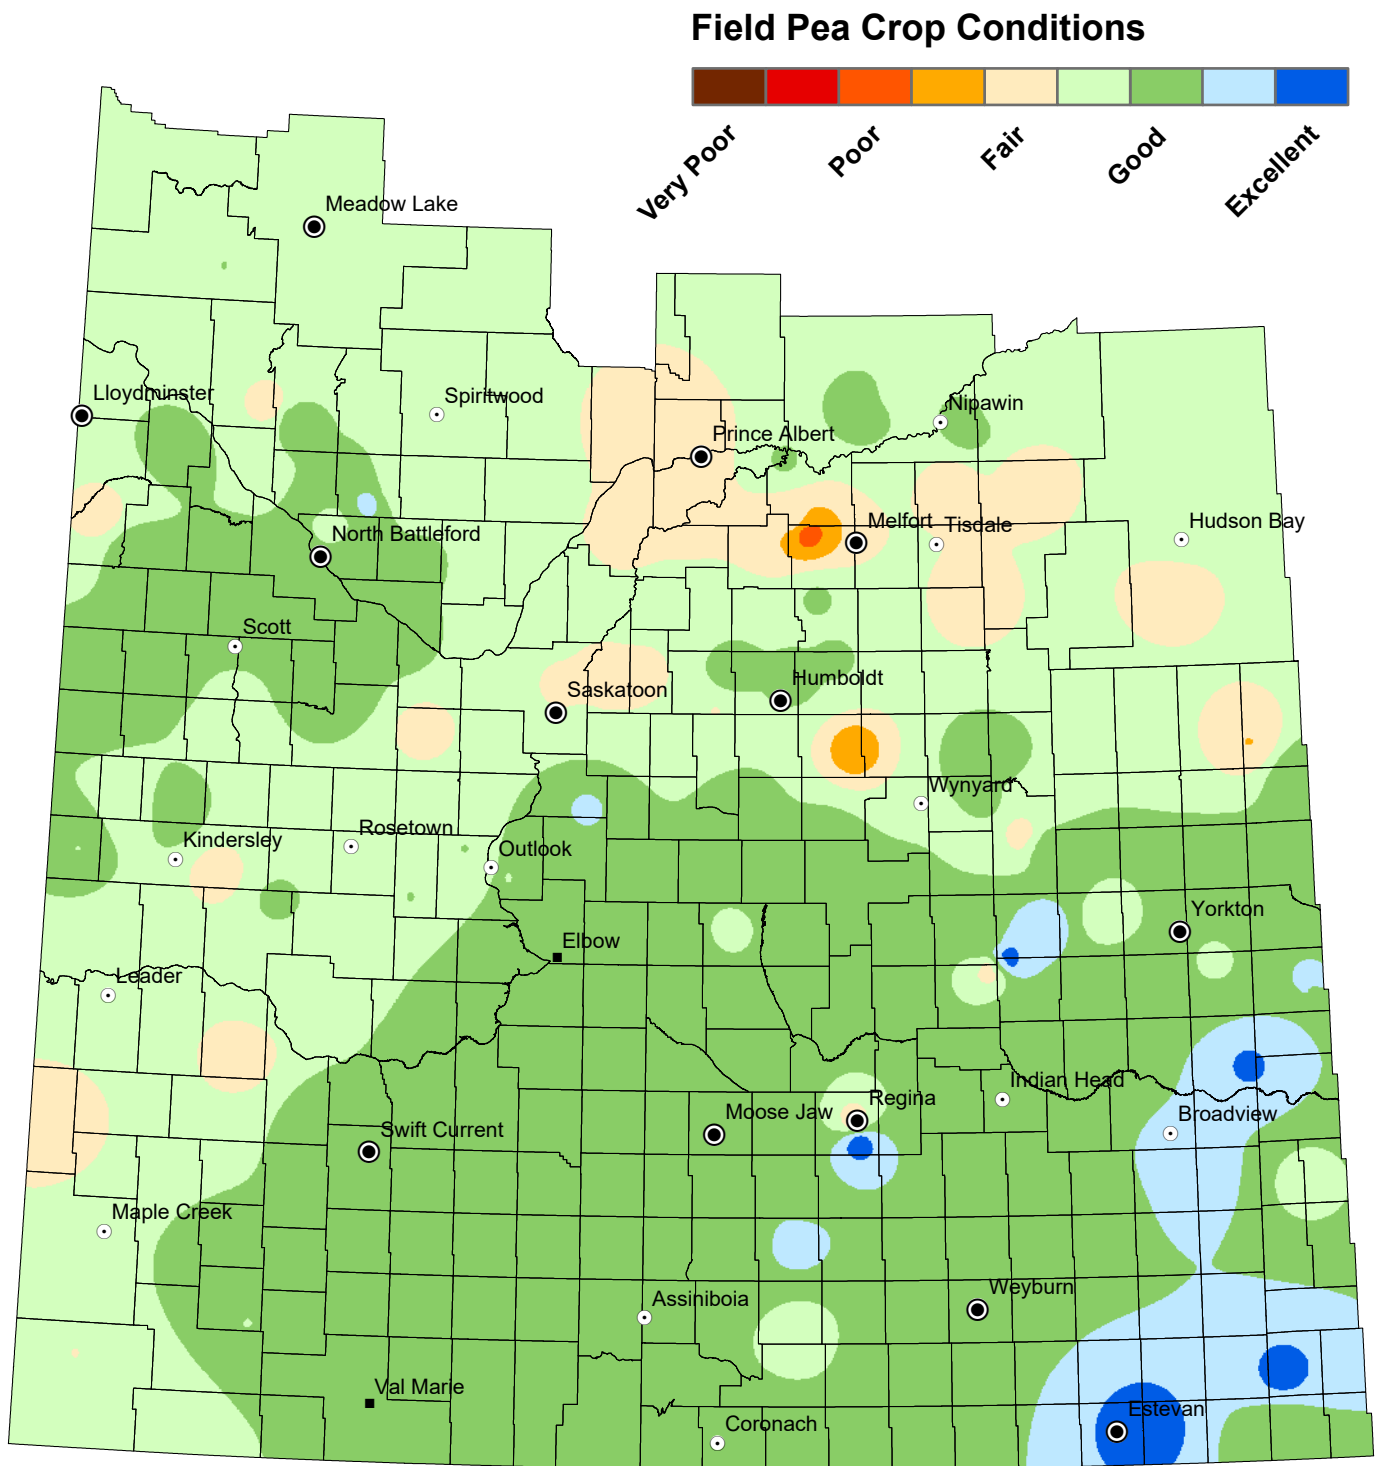 Field Pea Crop Conditions
Very Poor
Poor
Fair
Good
Excellent
Meadow Lake
Lloydminster
Spiritwood
Nipawin
Prince Albert
Melfort
Tisdale
Hudson Bay
North Battleford
Scott
Humboldt
Saskatoon
Wynyard
Rosetown
Kindersley
Outlook
Yorkton
Elbow
Leader
Indian Head
Regina
Moose Jaw
Broadview
Swift Current
Maple Creek
Weyburn
Assiniboia
Val Marie
Estevan
Coronach